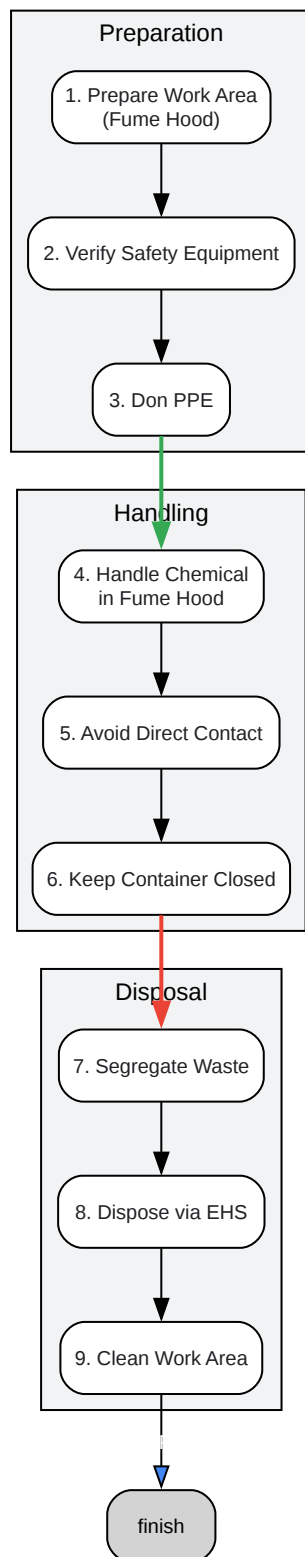 Preparation
1. Prepare Work Area
(Fume Hood)
2. Verify Safety Equipment
3. Don PPE
Handling
4. Handle Chemical
in Fume Hood
5. Avoid Direct Contact
6. Keep Container Closed
Disposal
7. Segregate Waste
8. Dispose via EHS
9. Clean Work Area
finish